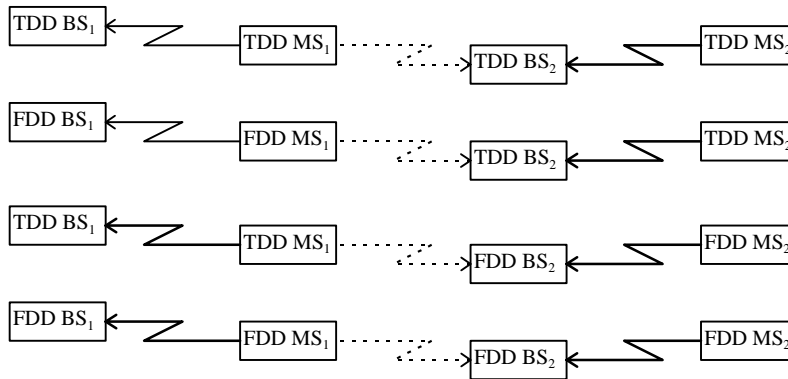 TDD BS₁ TDD MS₁ TDD BS₂ TDD MS₂
FDD BS₁ FDD MS₁ TDD BS₂ TDD MS₂
TDD BS₁ TDD MS₁ FDD BS₂ FDD MS₂
FDD BS₁ FDD MS₁ FDD BS₂ FDD MS₂